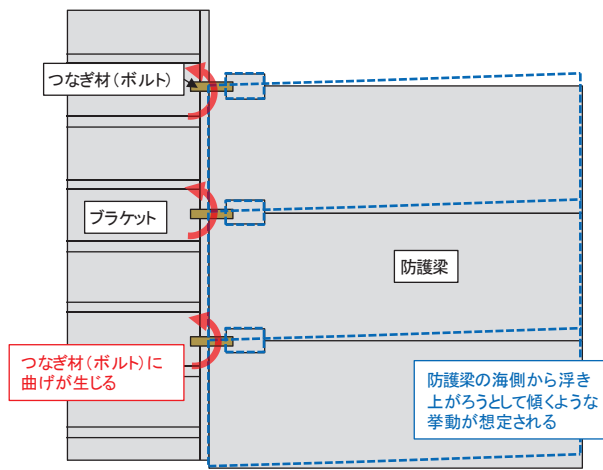 つなぎ材(ボルト)
ブラケット
防護梁
つなぎ材(ボルト)に
曲げが生じる
防護梁の海側から浮き
上がろうとして傾くような
挙動が想定される